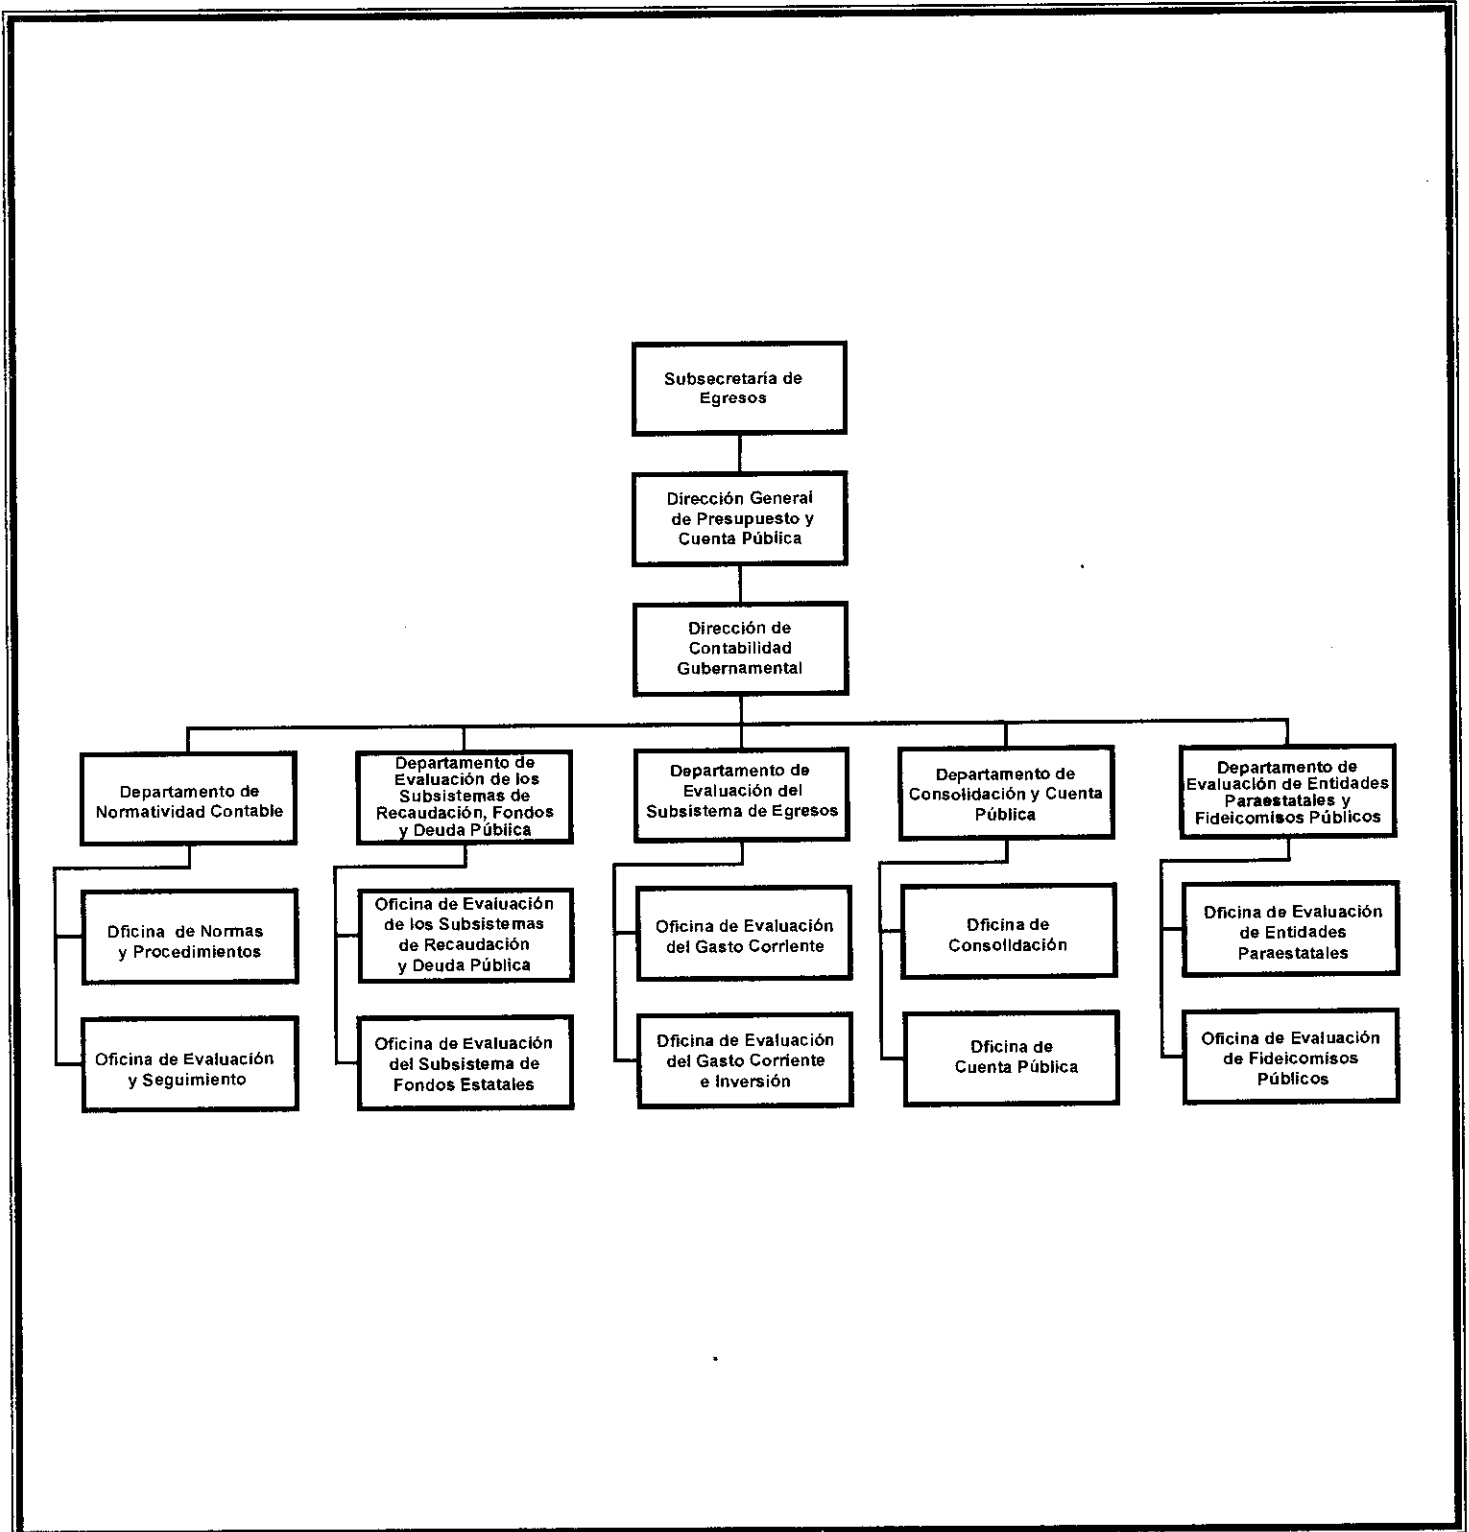 Subsecretaría de
Egresos
Dirección General
de Presupuesto y
Cuenta Pública
Dirección de
Contabilidad
Gubernamental
Departamento de
Normatividad Contable
Departamento de
Evaluación de los
Subsistemas de
Recaudación, Fondos
y Deuda Pública
Departamento de
Evaluación del
Subsistema de Egresos
Departamento de
Consolidación y Cuenta
Pública
Departamento de
Evaluación de Entidades
Paraestatales y
Fideicomisos Públicos
Oficina de Normas
y Procedimientos
Oficina de Evaluación
de los Subsistemas
de Recaudación
y Deuda Pública
Oficina de Evaluación
del Gasto Corriente
Oficina de
Consolidación
Oficina de Evaluación
de Entidades
Paraestatales
Oficina de Evaluación
y Seguimiento
Oficina de Evaluación
del Subsistema de
Fondos Estatales
Oficina de Evaluación
del Gasto Corriente
e Inversión
Oficina de
Cuenta Pública
Oficina de Evaluación
de Fideicomisos
Públicos